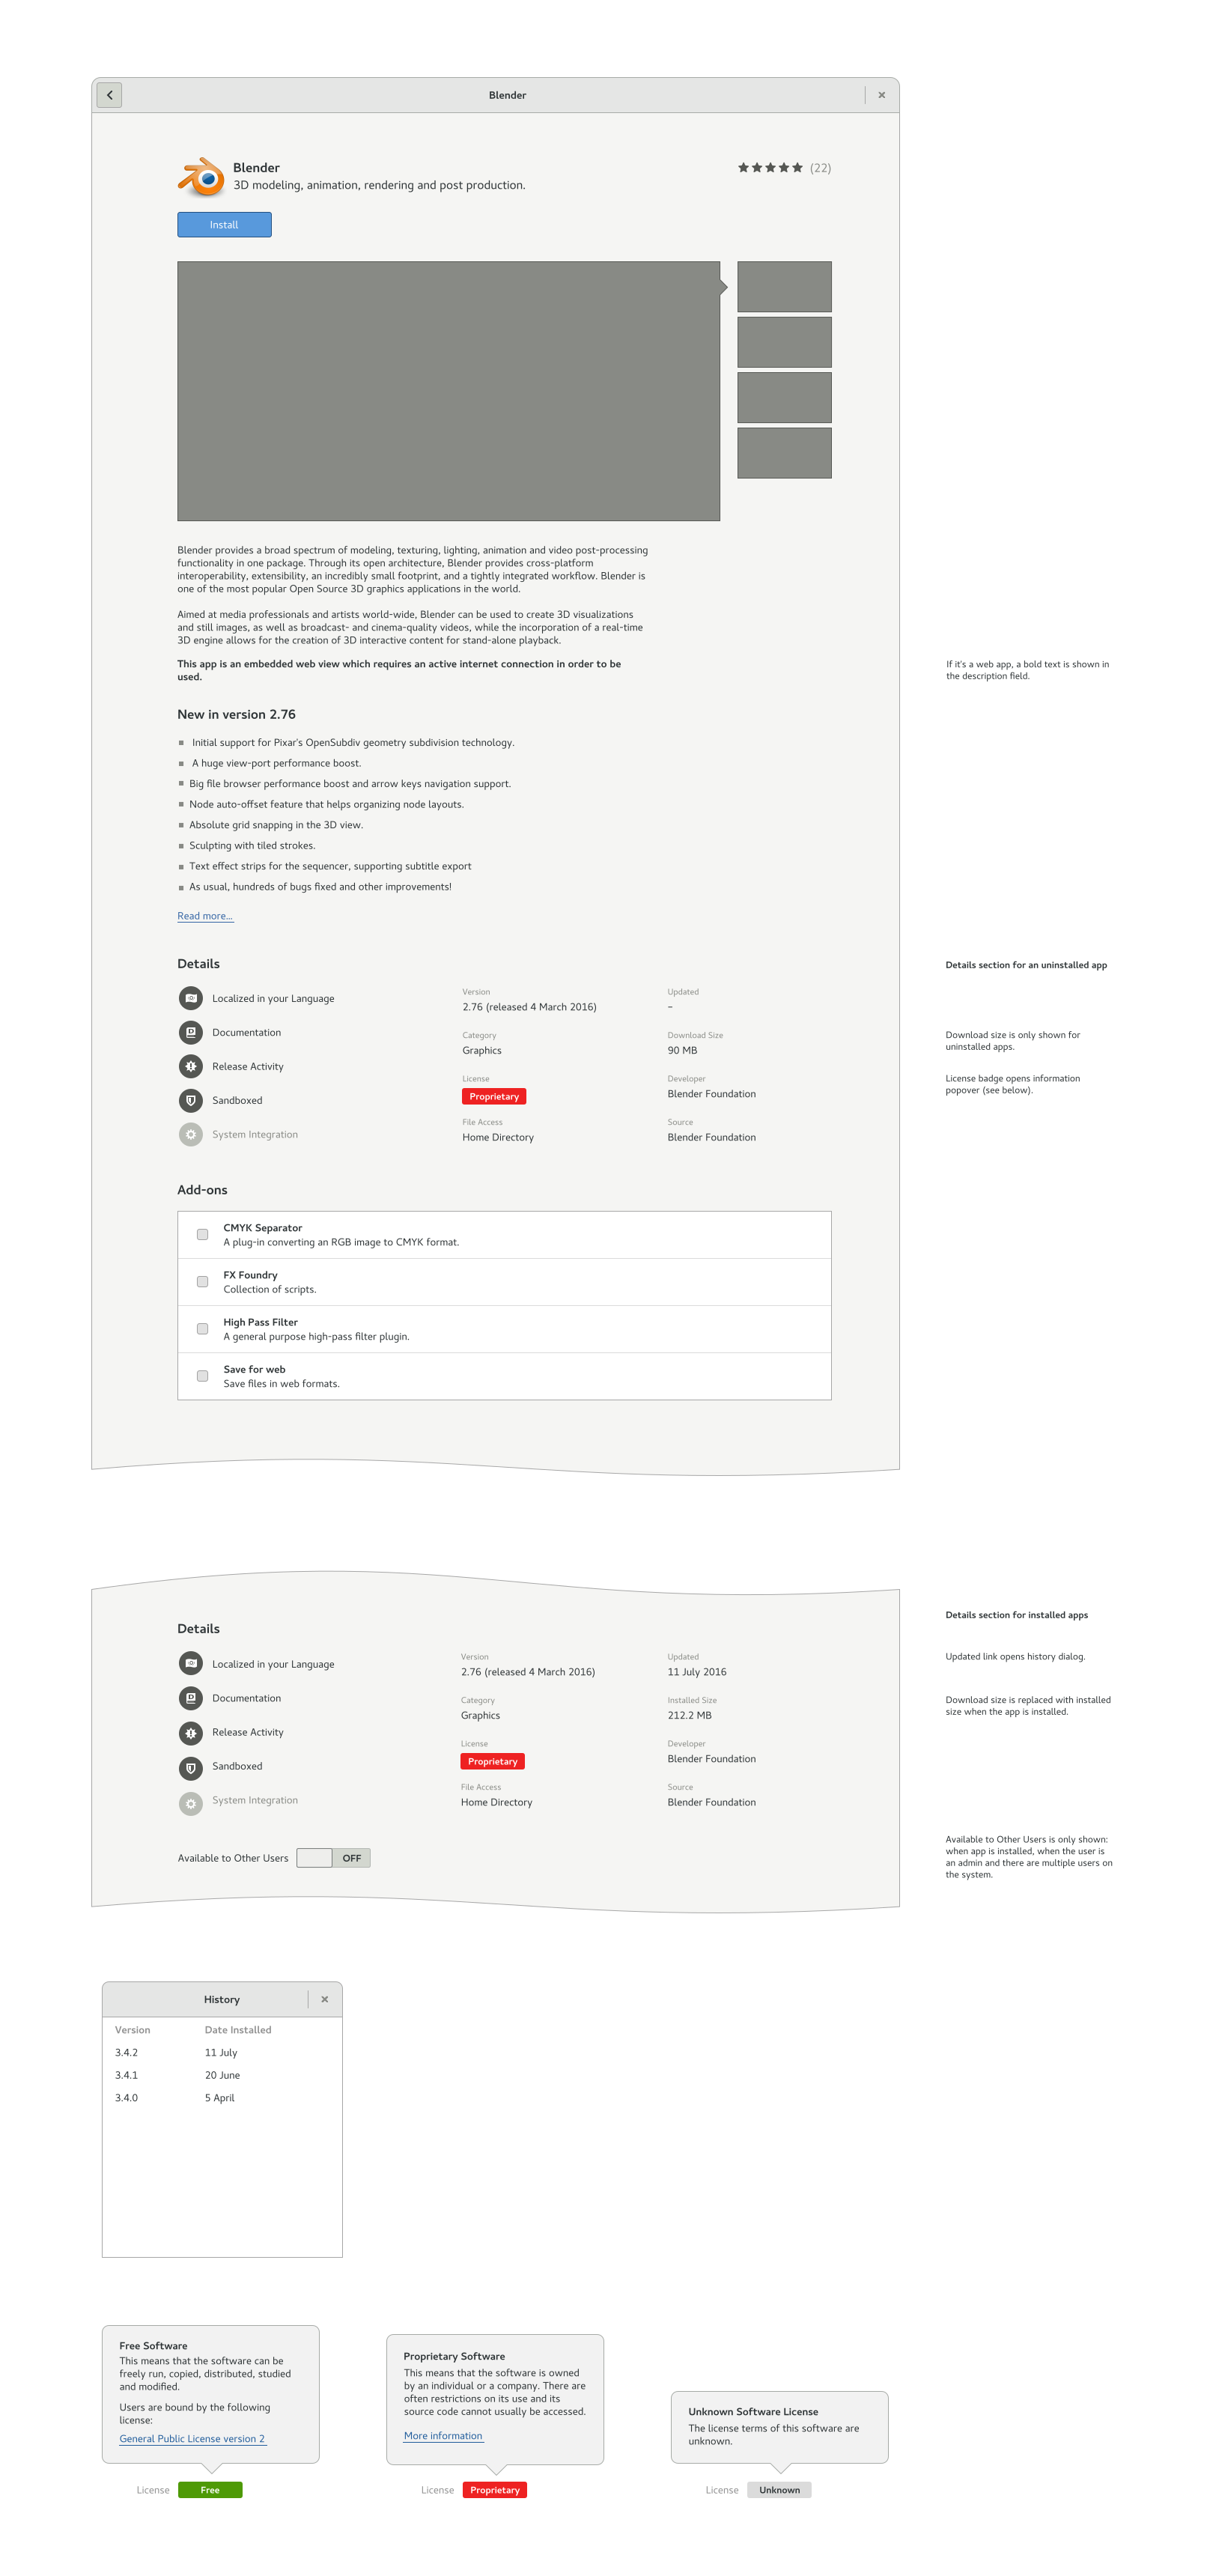 Blender
Blender
3D modeling, animation, rendering and post production.
(22)
Install
Blender provides a broad spectrum of modeling, texturing, lighting, animation and video post-processing
functionality in one package. Through its open architecture, Blender provides cross-platform
interoperability, extensibility, an incredibly small footprint, and a tightly integrated workflow. Blender is
one of the most popular Open Source 3D graphics applications in the world.
Aimed at media professionals and artists world-wide, Blender can be used to create 3D visualizations
and still images, as well as broadcast- and cinema-quality videos, while the incorporation of a real-time
3D engine allows for the creation of 3D interactive content for stand-alone playback.
This app is an embedded web view which requires an active internet connection in order to be
used.
If it's a web app, a bold text is shown in
the description field.
New in version 2.76
Initial support for Pixar's OpenSubdiv geometry subdivision technology.
A huge view-port performance boost.
Big file browser performance boost and arrow keys navigation support.
Node auto-offset feature that helps organizing node layouts.
Absolute grid snapping in the 3D view.
Sculpting with tiled strokes.
Text effect strips for the sequencer, supporting subtitle export
As usual, hundreds of bugs fixed and other improvements!
Read more...
Details
Details section for an uninstalled app
Localized in your Language
Documentation
Release Activity
Sandboxed
System Integration
Version
2.76 (released 4 March 2016)
Category
Graphics
License
Proprietary
File Access
Home Directory
Updated
–
Download Size
90 MB
Developer
Blender Foundation
Source
Blender Foundation
Download size is only shown for
uninstalled apps.
License badge opens information
popover (see below).
Add-ons
CMYK Separator
A plug-in converting an RGB image to CMYK format.
FX Foundry
Collection of scripts.
High Pass Filter
A general purpose high-pass filter plugin.
Save for web
Save files in web formats.
Details
Details section for installed apps
Localized in your Language
Documentation
Release Activity
Sandboxed
System Integration
Version
2.76 (released 4 March 2016)
Category
Graphics
License
Proprietary
File Access
Home Directory
Updated
11 July 2016
Installed Size
212.2 MB
Developer
Blender Foundation
Source
Blender Foundation
Updated link opens history dialog.
Download size is replaced with installed
size when the app is installed.
Available to Other Users
OFF
Available to Other Users is only shown:
when app is installed, when the user is
an admin and there are multiple users on
the system.
History
Version Date Installed
3.4.2 11 July
3.4.1 20 June
3.4.0 5 April
Free Software
This means that the software can be
freely run, copied, distributed, studied
and modified.
Users are bound by the following
license:
General Public License version 2
License Free
Proprietary Software
This means that the software is owned
by an individual or a company. There are
often restrictions on its use and its
source code cannot usually be accessed.
More information
License Proprietary
Unknown Software License
The license terms of this software are
unknown.
License Unknown